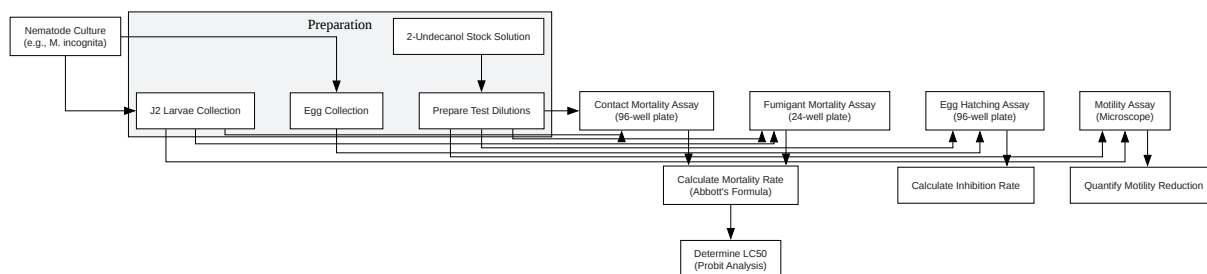 Preparation
Nematode Culture
(e.g., M. incognita)
2-Undecanol Stock Solution
J2 Larvae Collection
Egg Collection
Prepare Test Dilutions
Contact Mortality Assay
(96-well plate)
Fumigant Mortality Assay
(24-well plate)
Egg Hatching Assay
(96-well plate)
Motility Assay
(Microscope)
Calculate Mortality Rate
(Abbott's Formula)
Calculate Inhibition Rate
Quantify Motility Reduction
Determine LC50
(Probit Analysis)